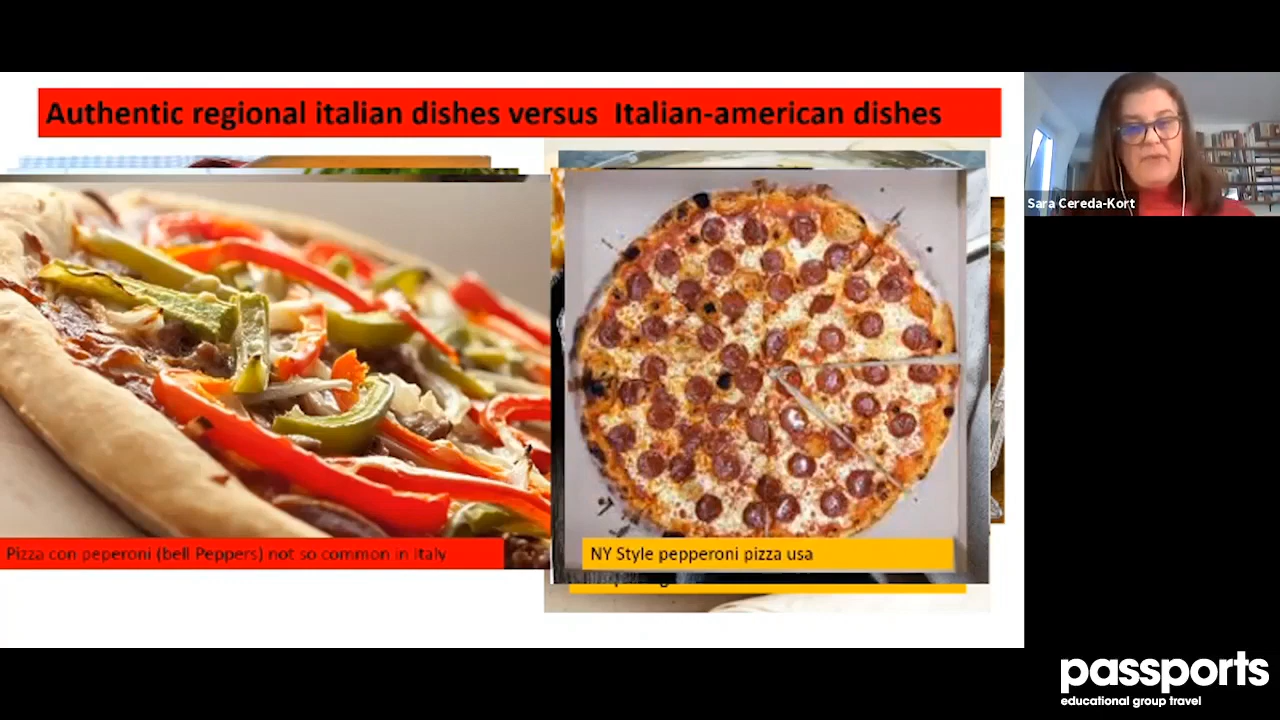 Authentic regional italian dishes versus Italian-american dishes
Sara Cereda-Kort
Pizza con peperoni (bell Peppers) not so common in Italy
NY Style pepperoni pizza usa
passports
educational group travel